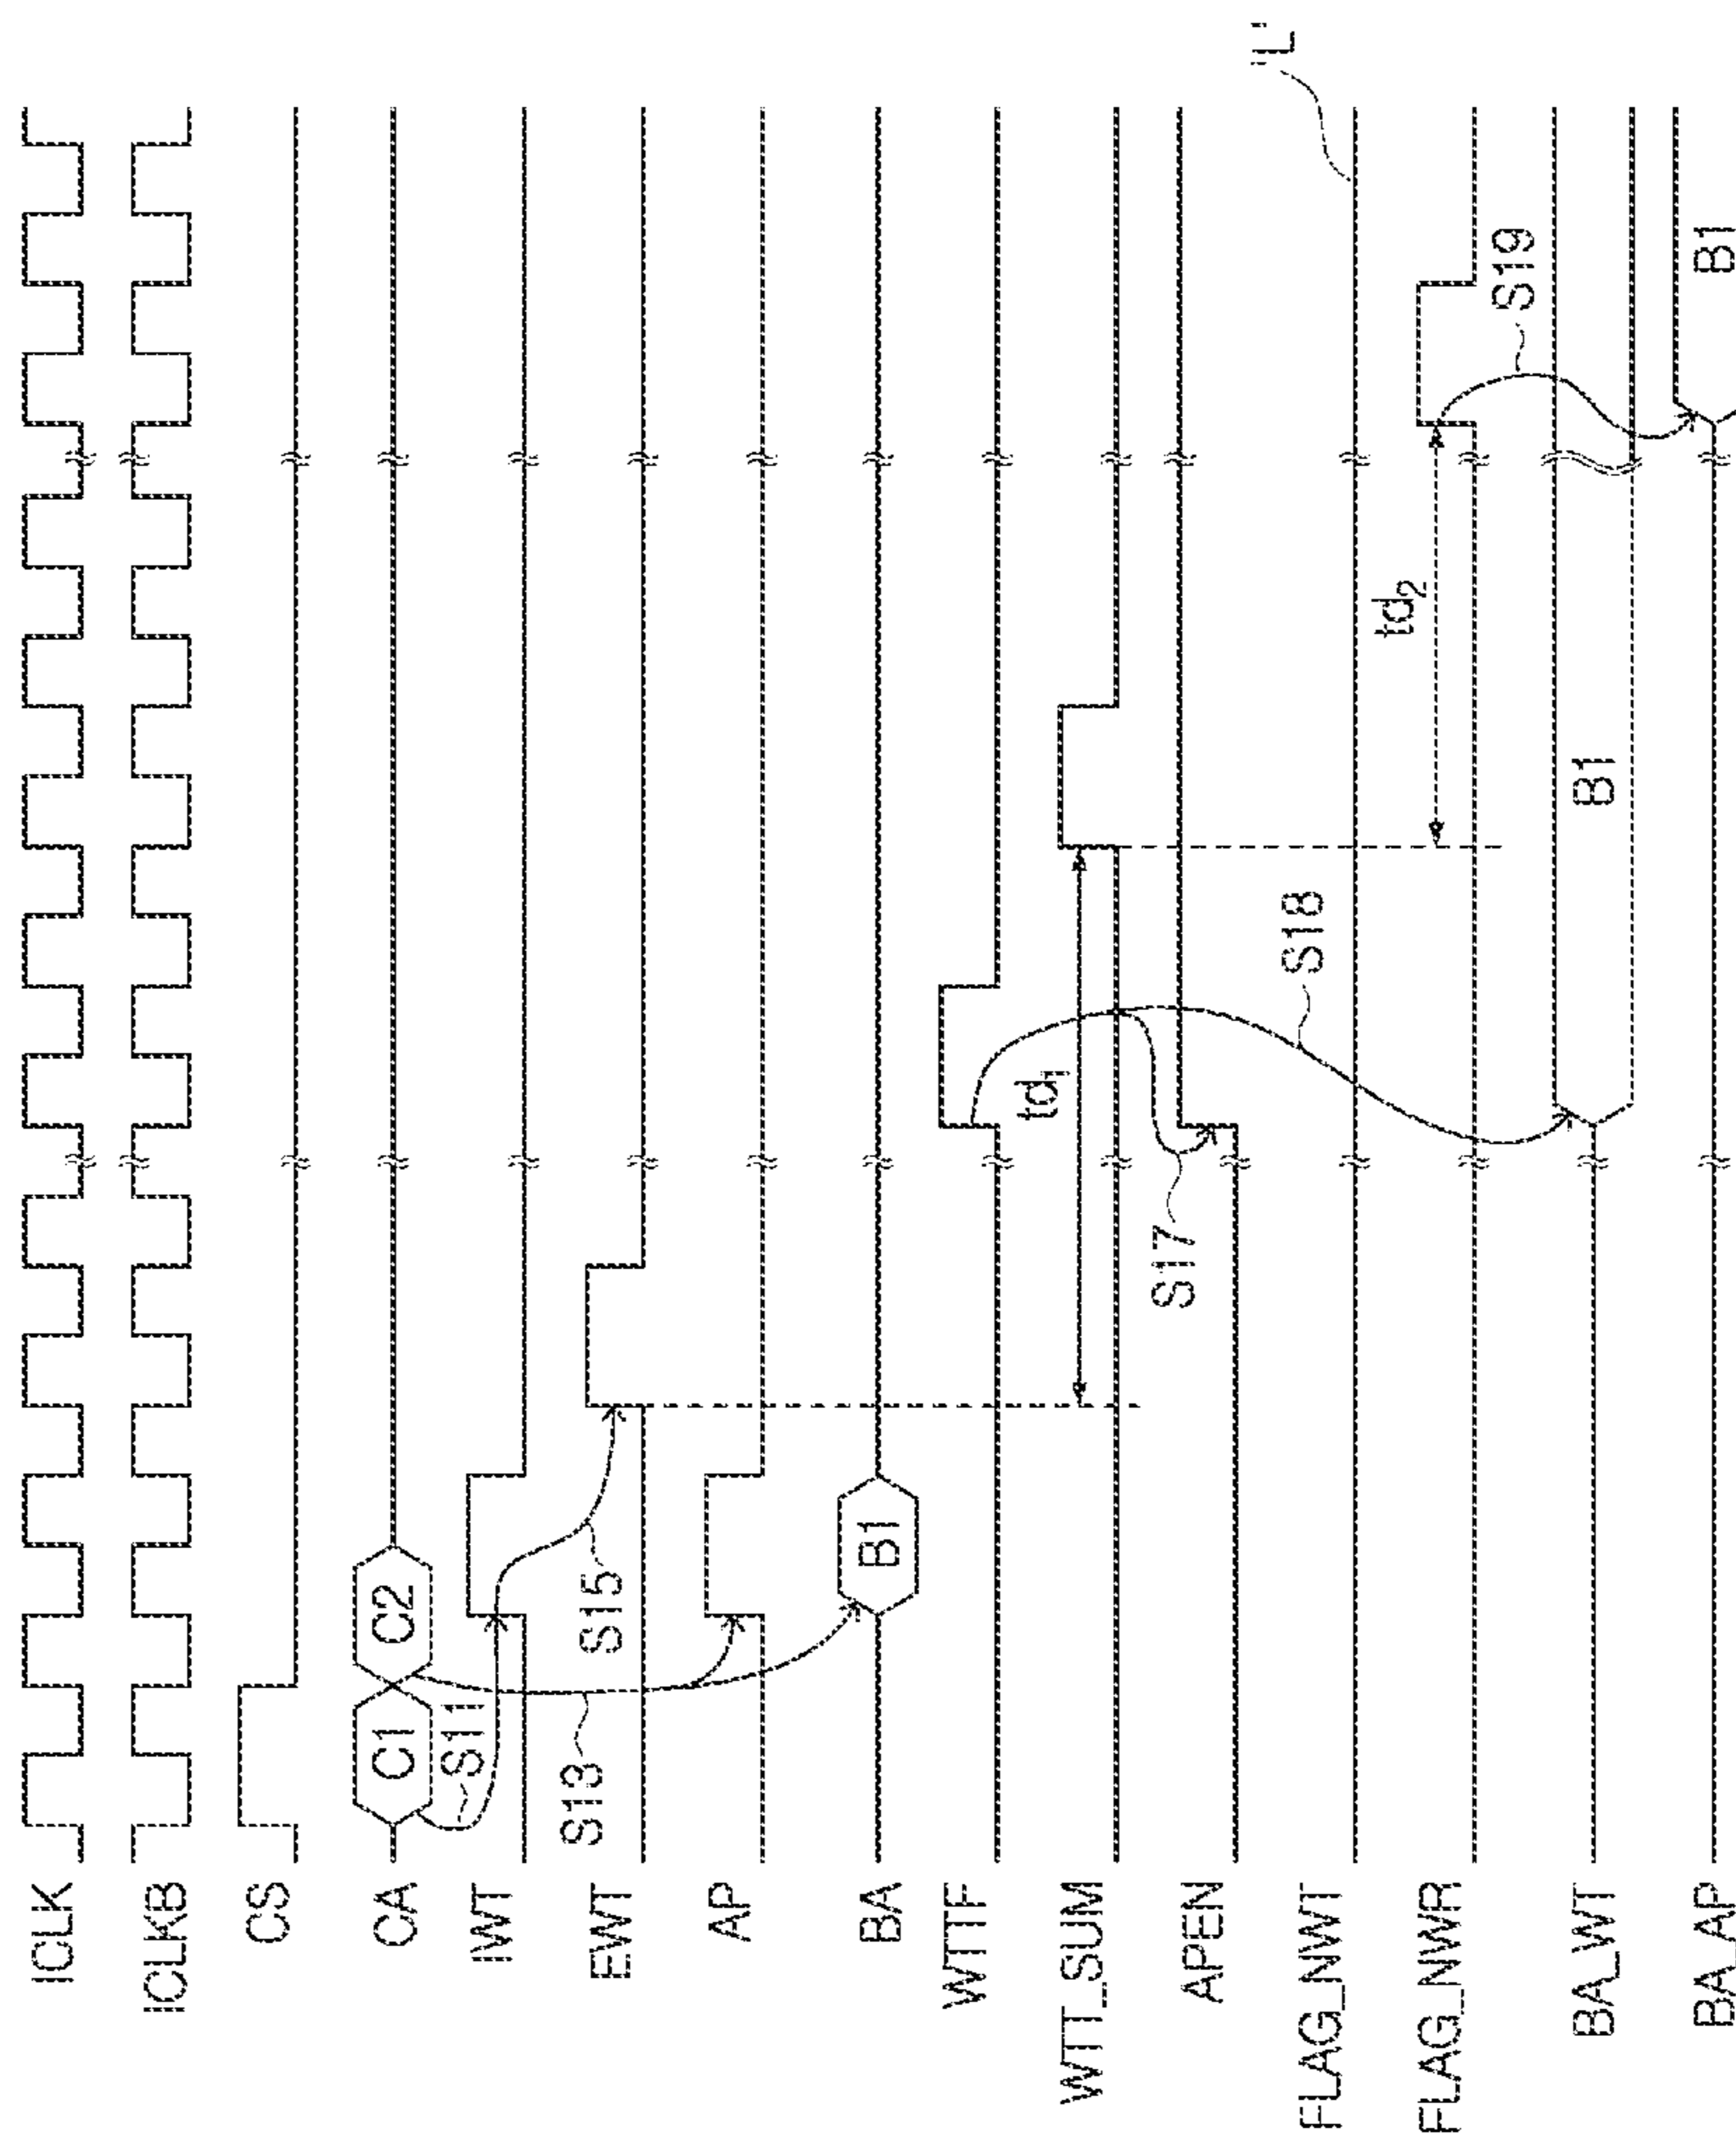 ICLK
ICLKB
CS
CA C1 C2
S11
IWT
S15
EWT
S13
AP
BA B1
WTTF
td1
WTT_SUM
S17
APEN
S18
FLAG_NWT 'L'
td2
FLAG_NWR
S19
BA_WT B1
BA_AP B1